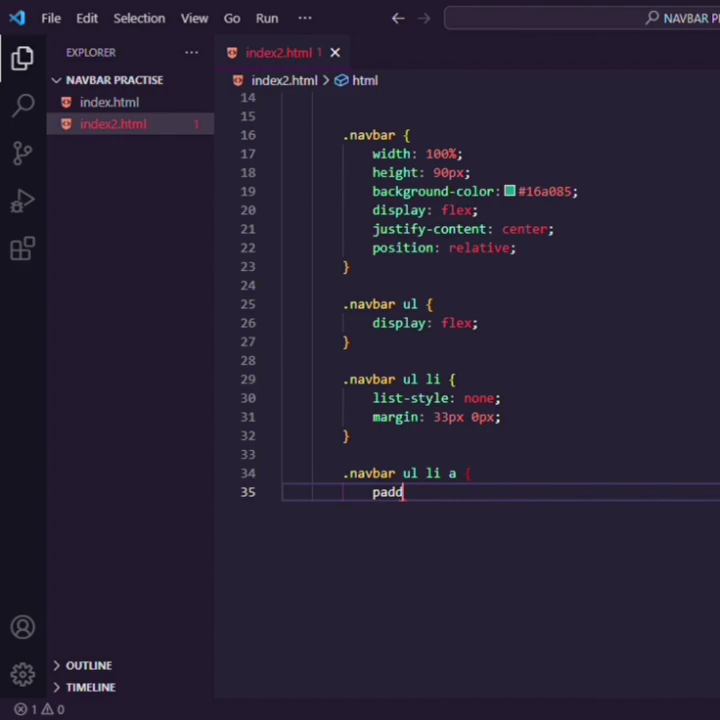 File Edit Selection View Go Run ··· NAVBAR P
EXPLORER ···
index2.html 1
NAVBAR PRACTISE
index2.html > html
index.html
index2.html 1
14
15
16 .navbar {
17 width: 100%;
18 height: 90px;
19 background-color: #16a085;
20 display: flex;
21 justify-content: center;
22 position: relative;
23 }
24
25 .navbar ul {
26 display: flex;
27 }
28
29 .navbar ul li {
30 list-style: none;
31 margin: 33px 0px;
32 }
33
34 .navbar ul li a {
35 padd
OUTLINE
TIMELINE
1 0